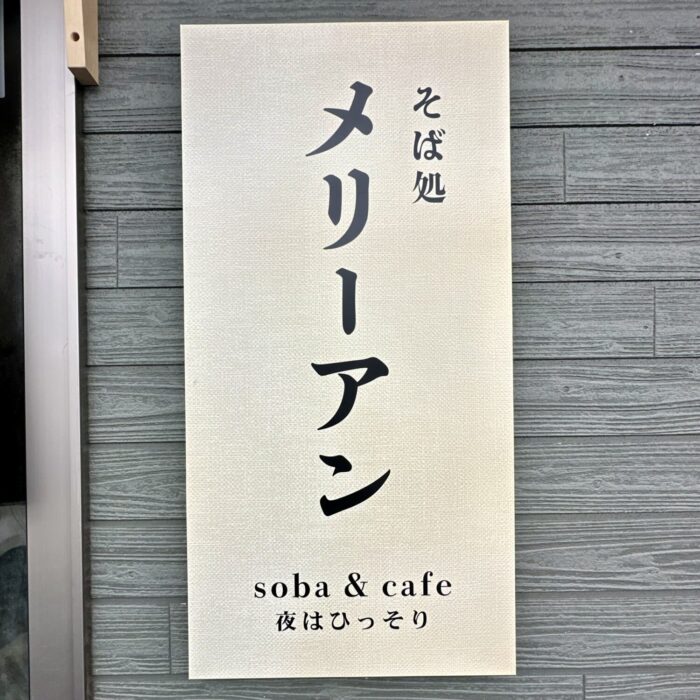 そば処
メリーアン
soba & cafe
夜はひっそり